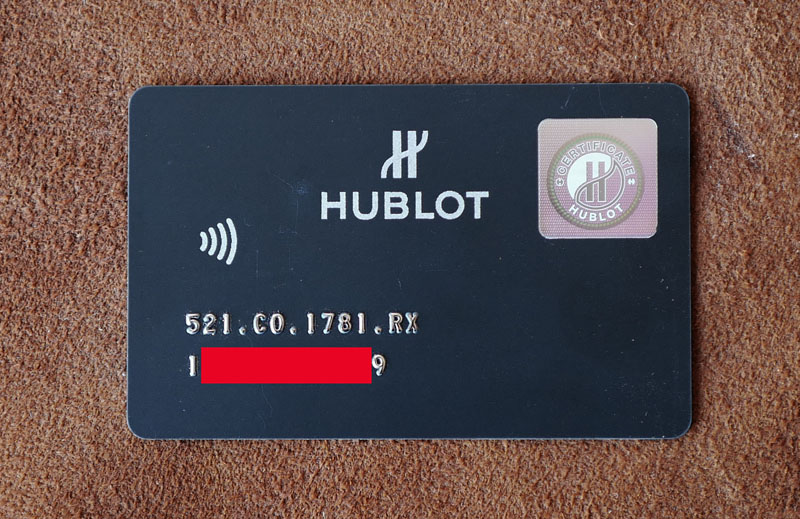 HUBLOT
CERTIFICATE
HUBLOT
521.CO.1781.RX
1
9